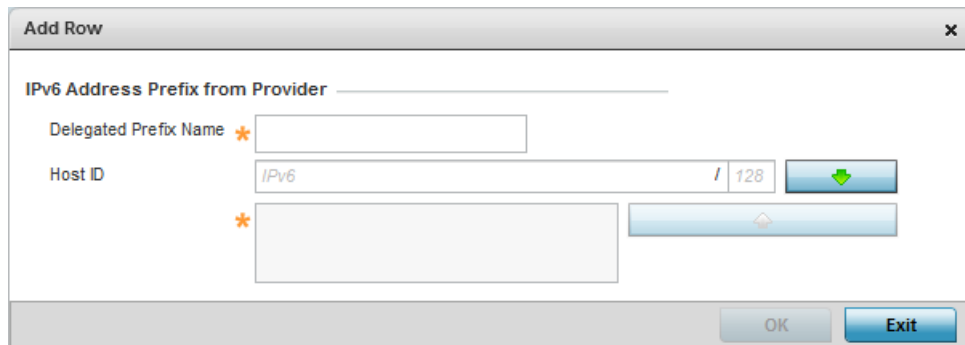 Add Row ×
IPv6 Address Prefix from Provider
Delegated Prefix Name *
Host ID IPv6 / 128
*
OK Exit